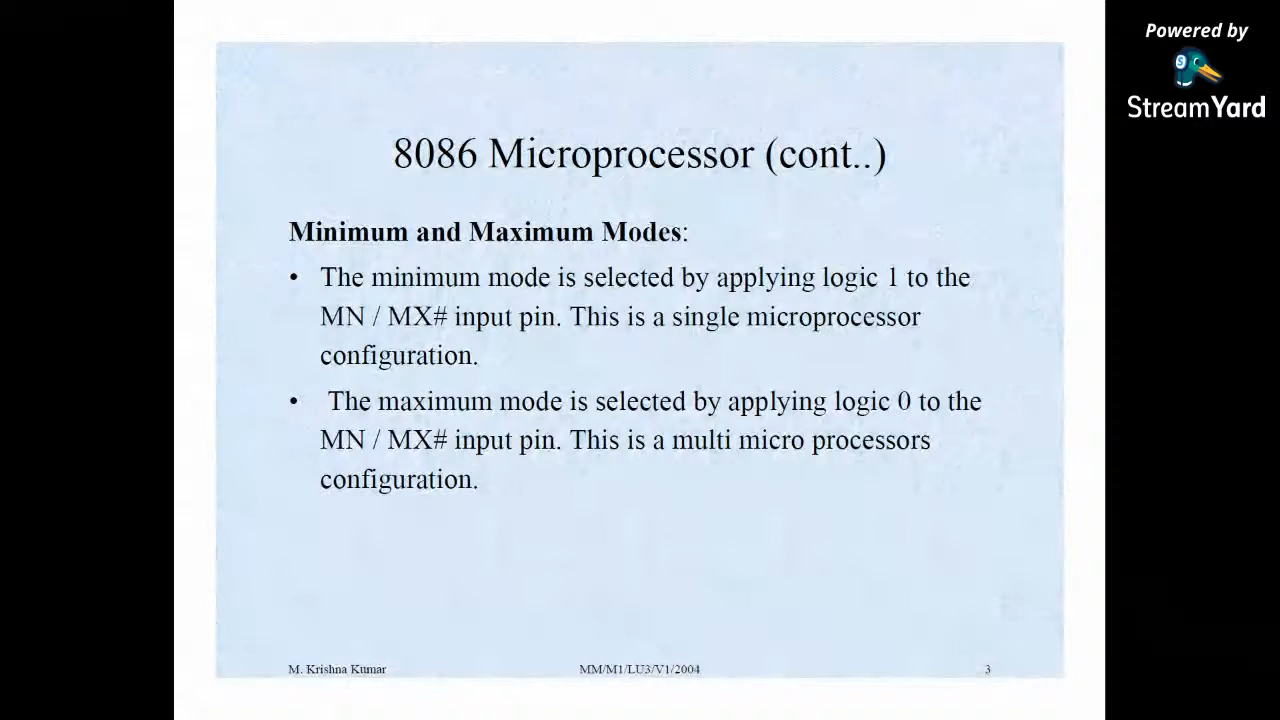 Powered by
StreamYard
8086 Microprocessor (cont..)
Minimum and Maximum Modes:
• The minimum mode is selected by applying logic 1 to the
MN / MX# input pin. This is a single microprocessor
configuration.
• The maximum mode is selected by applying logic 0 to the
MN / MX# input pin. This is a multi micro processors
configuration.
M. Krishna Kumar MM/M1/LU3/V1/2004 3